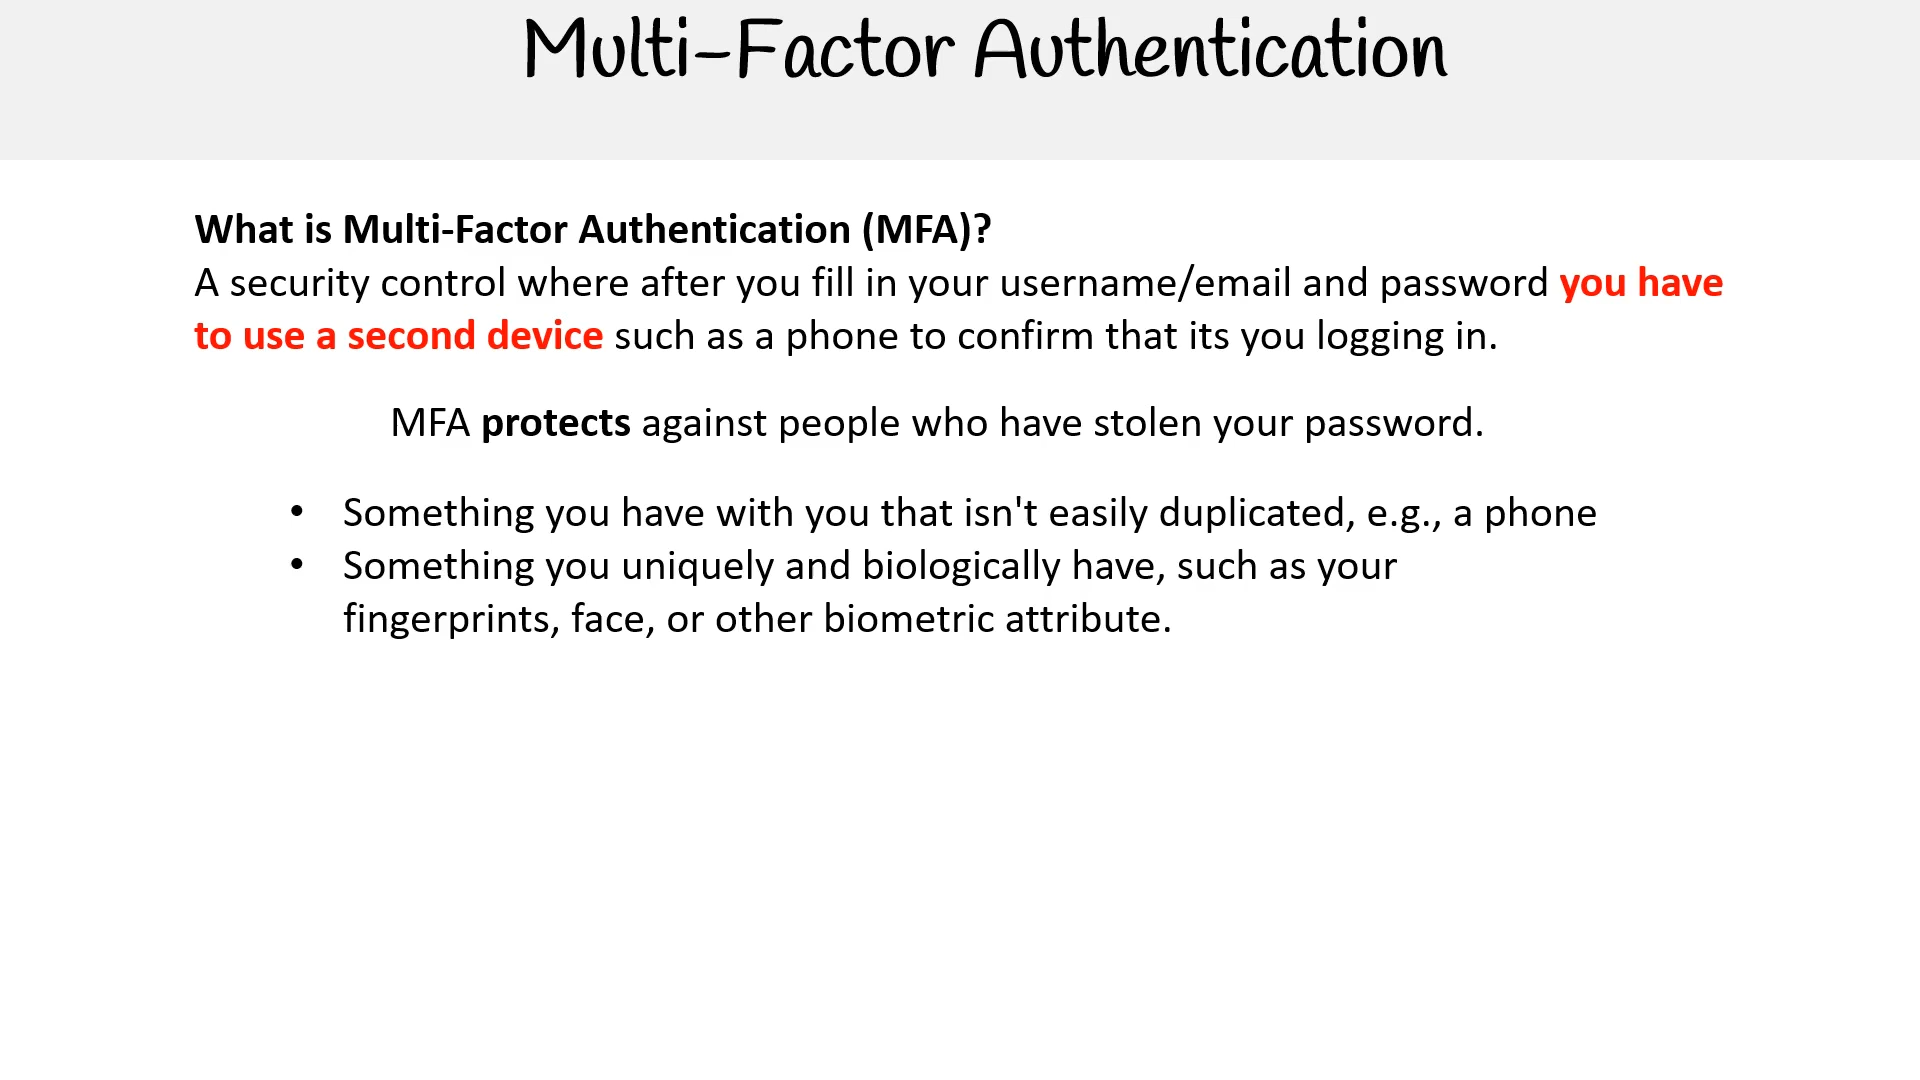 Multi-Factor Authentication
What is Multi-Factor Authentication (MFA)?
A security control where after you fill in your username/email and password you have
to use a second device such as a phone to confirm that its you logging in.
MFA protects against people who have stolen your password.
• Something you have with you that isn't easily duplicated, e.g., a phone
• Something you uniquely and biologically have, such as your
fingerprints, face, or other biometric attribute.